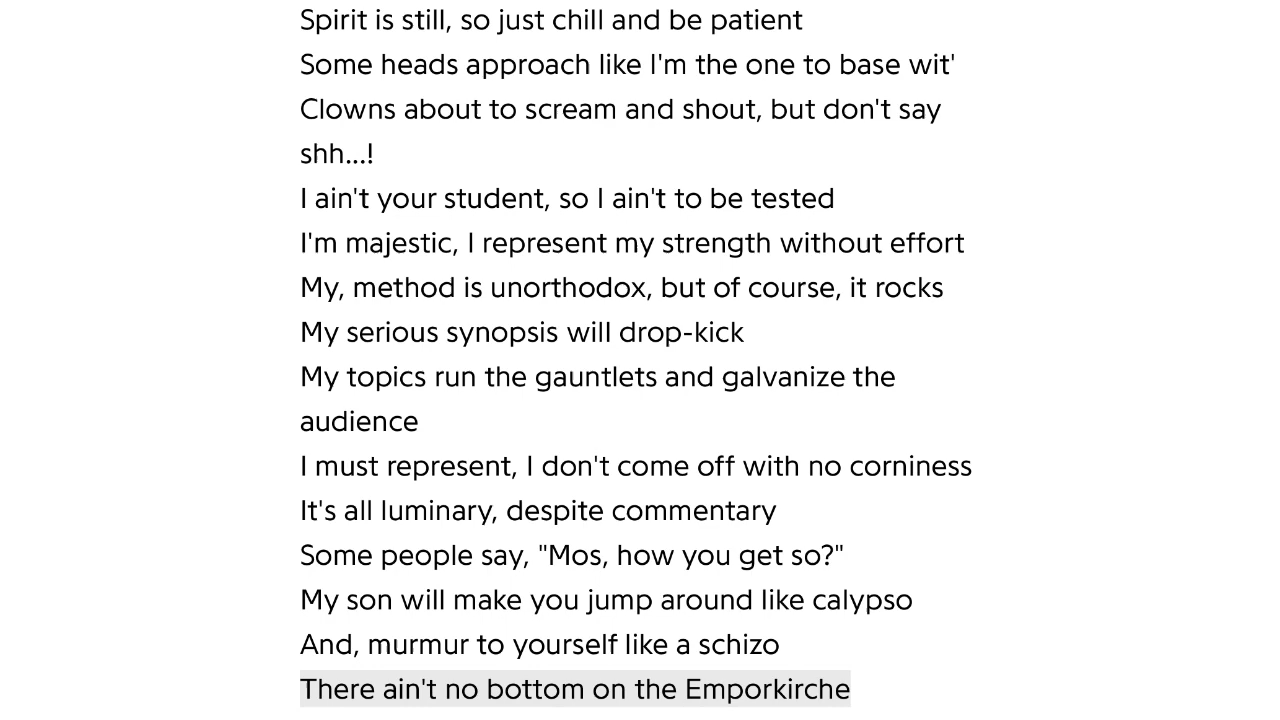 Spirit is still, so just chill and be patient
Some heads approach like I'm the one to base wit'
Clowns about to scream and shout, but don't say
shh...!
I ain't your student, so I ain't to be tested
I'm majestic, I represent my strength without effort
My, method is unorthodox, but of course, it rocks
My serious synopsis will drop-kick
My topics run the gauntlets and galvanize the
audience
I must represent, I don't come off with no corniness
It's all luminary, despite commentary
Some people say, "Mos, how you get so?"
My son will make you jump around like calypso
And, murmur to yourself like a schizo
There ain't no bottom on the Emporkirche